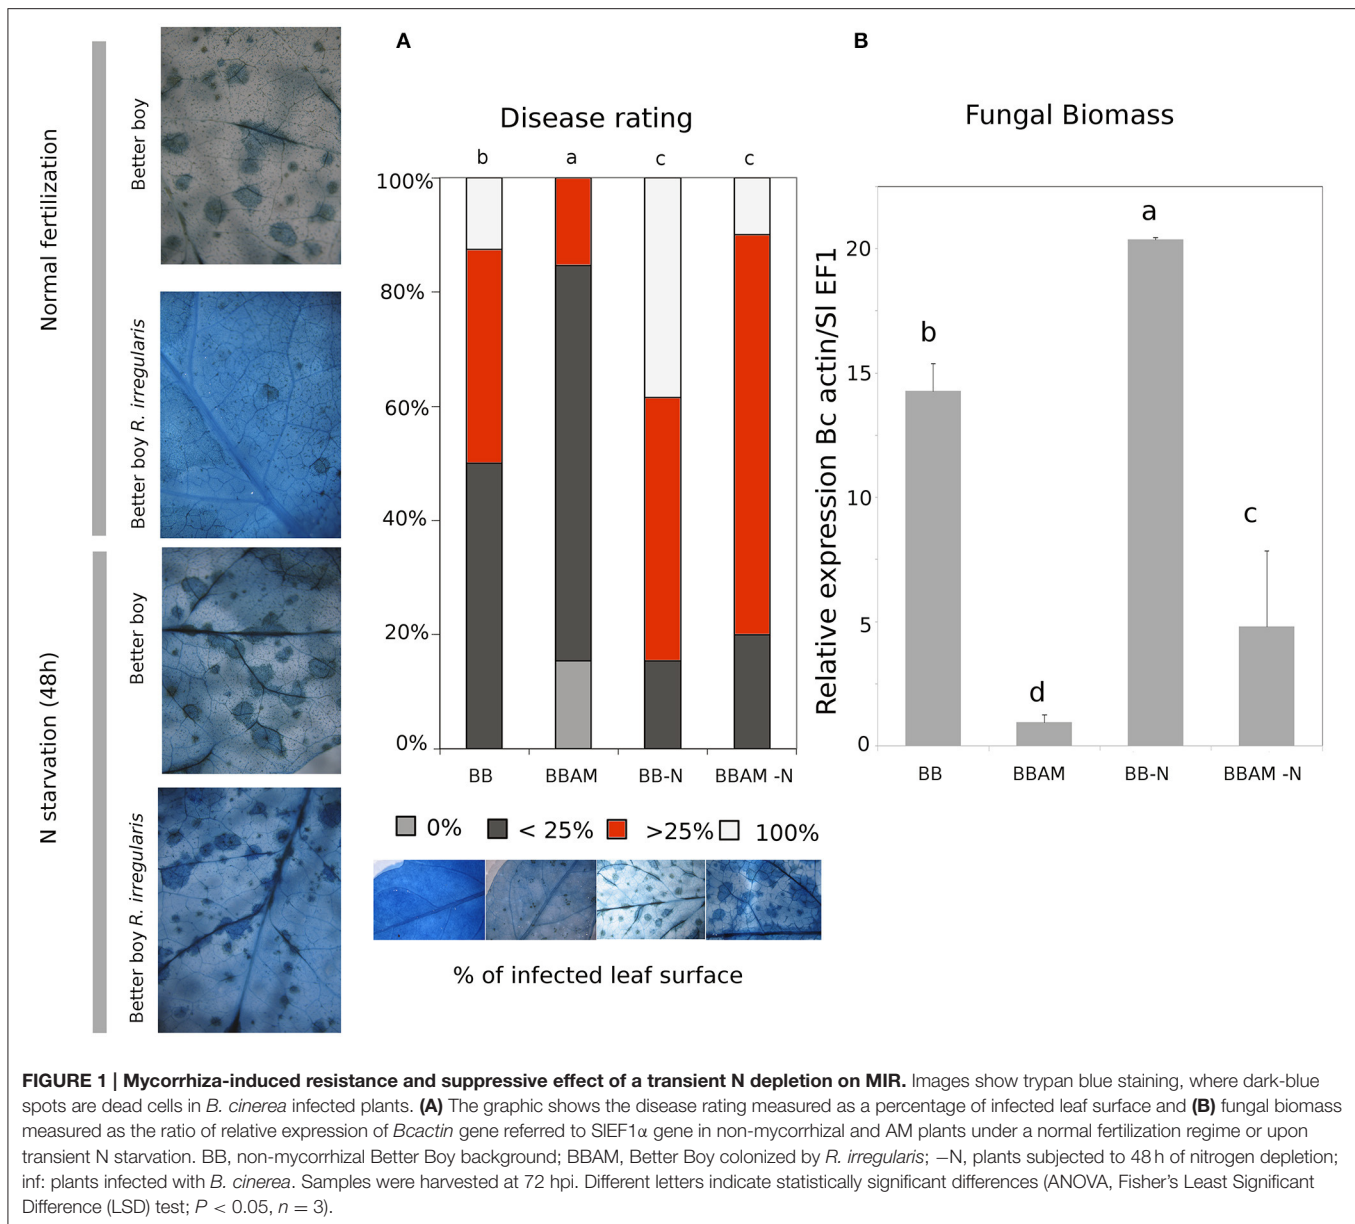 A
B
Normal fertilization
N starvation (48h)
Better boy
Better boy R. irregularis
Better boy
Better boy R. irregularis
Disease rating
b a c c
100%
80%
60%
40%
20%
0%
BB BBAM BB-N BBAM -N
0% < 25% >25% 100%
% of infected leaf surface
Fungal Biomass
Relative expression Bc actin/Sl EF1
20
15
10
5
0
b
d
a
c
BB BBAM BB-N BBAM -N
FIGURE 1 | Mycorrhiza-induced resistance and suppressive effect of a transient N depletion on MIR. Images show trypan blue staining, where dark-blue
spots are dead cells in B. cinerea infected plants. (A) The graphic shows the disease rating measured as a percentage of infected leaf surface and (B) fungal biomass
measured as the ratio of relative expression of Bcactin gene referred to SlEF1α gene in non-mycorrhizal and AM plants under a normal fertilization regime or upon
transient N starvation. BB, non-mycorrhizal Better Boy background; BBAM, Better Boy colonized by R. irregularis; −N, plants subjected to 48 h of nitrogen depletion;
inf: plants infected with B. cinerea. Samples were harvested at 72 hpi. Different letters indicate statistically significant differences (ANOVA, Fisher's Least Significant
Difference (LSD) test; P < 0.05, n = 3).